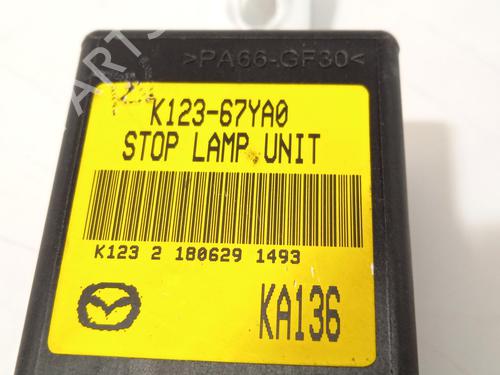 >PA66-GF30<
K123-67YA0
STOP LAMP UNIT
K123 2 180629 1493
KA136